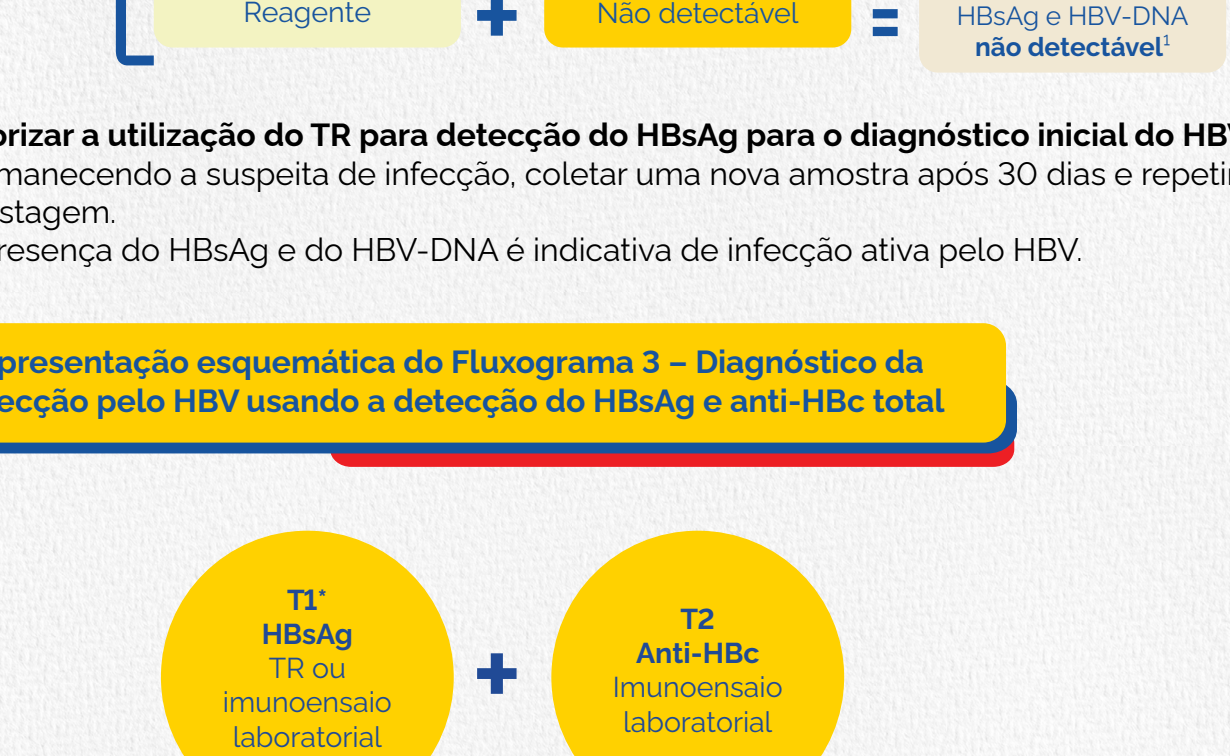 Reagente
+
Não detectável
=
HBsAg e HBV-DNA
não detectável¹
orizar a utilização do TR para detecção do HBsAg para o diagnóstico inicial do HBV
manecendo a suspeita de infecção, coletar uma nova amostra após 30 dias e repetir
stagem.
resença do HBsAg e do HBV-DNA é indicativa de infecção ativa pelo HBV.
presentação esquemática do Fluxograma 3 – Diagnóstico da
ecção pelo HBV usando a detecção do HBsAg e anti-HBc total
T1*
HBsAg
TR ou
imunoensaio
laboratorial
+
T2
Anti-HBc
Imunoensaio
laboratorial